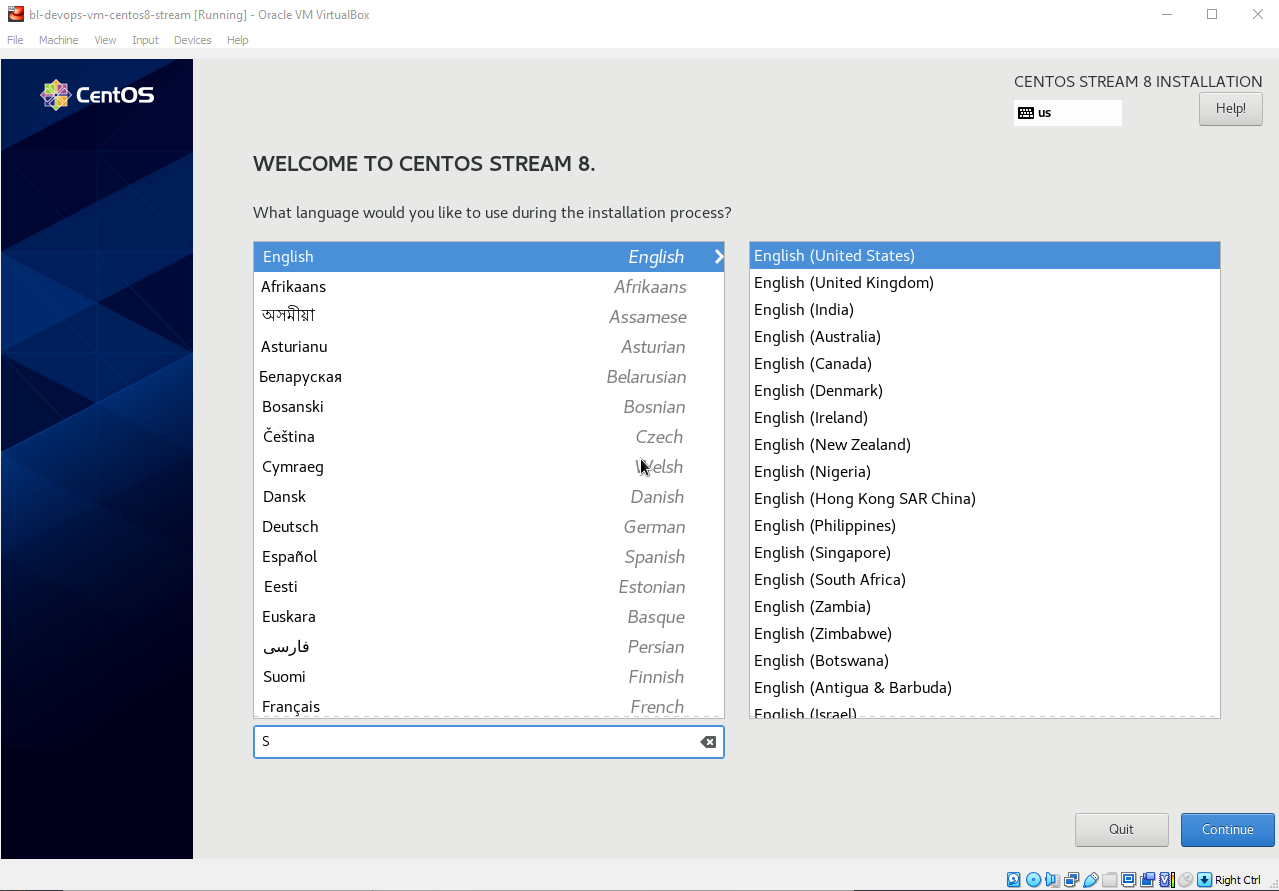 bl-devops-vm-centos8-stream [Running] - Oracle VM VirtualBox
File Machine View Input Devices Help
CentOS
CENTOS STREAM 8 INSTALLATION
us
Help!
WELCOME TO CENTOS STREAM 8.
What language would you like to use during the installation process?
English English
Afrikaans Afrikaans
অসমীয়া Assamese
Asturianu Asturian
Беларуская Belarusian
Bosanski Bosnian
Čeština Czech
Cymraeg Welsh
Dansk Danish
Deutsch German
Español Spanish
Eesti Estonian
Euskara Basque
فارسی Persian
Suomi Finnish
Français French
S
English (United States)
English (United Kingdom)
English (India)
English (Australia)
English (Canada)
English (Denmark)
English (Ireland)
English (New Zealand)
English (Nigeria)
English (Hong Kong SAR China)
English (Philippines)
English (Singapore)
English (South Africa)
English (Zambia)
English (Zimbabwe)
English (Botswana)
English (Antigua & Barbuda)
English (Israel)
Quit
Continue
Right Ctrl